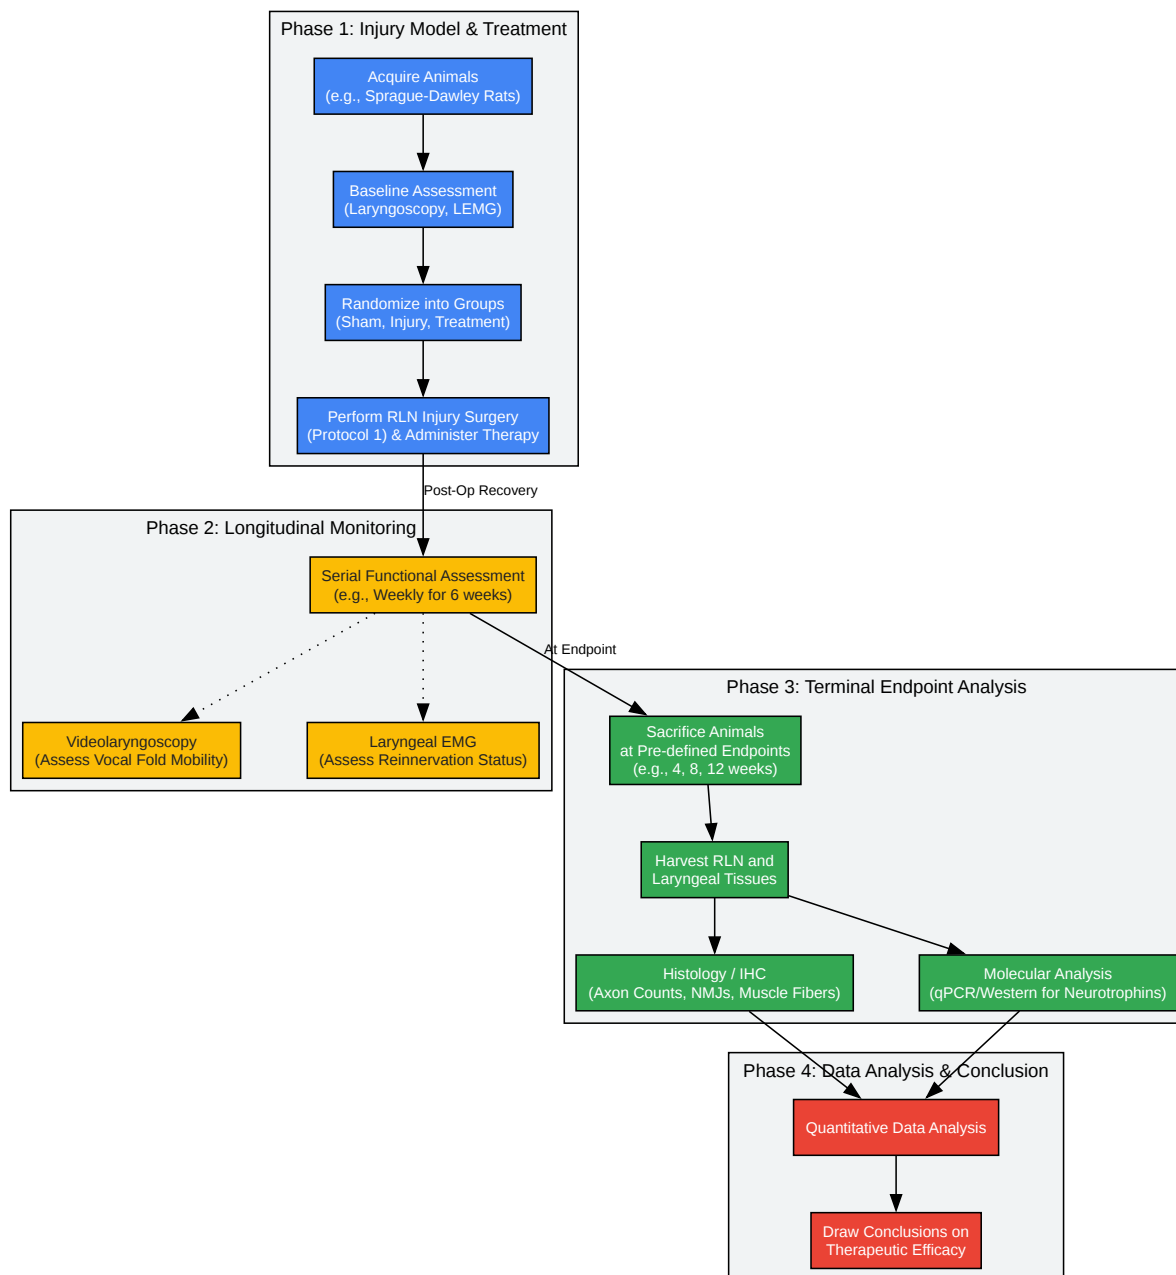 Phase 1: Injury Model & Treatment
Acquire Animals
(e.g., Sprague-Dawley Rats)
Baseline Assessment
(Laryngoscopy, LEMG)
Randomize into Groups
(Sham, Injury, Treatment)
Perform RLN Injury Surgery
(Protocol 1) & Administer Therapy
Post-Op Recovery
Phase 2: Longitudinal Monitoring
Serial Functional Assessment
(e.g., Weekly for 6 weeks)
At Endpoint
Videolaryngoscopy
(Assess Vocal Fold Mobility)
Laryngeal EMG
(Assess Reinnervation Status)
Phase 3: Terminal Endpoint Analysis
Sacrifice Animals
at Pre-defined Endpoints
(e.g., 4, 8, 12 weeks)
Harvest RLN and
Laryngeal Tissues
Histology / IHC
(Axon Counts, NMJs, Muscle Fibers)
Molecular Analysis
(qPCR/Western for Neurotrophins)
Phase 4: Data Analysis & Conclusion
Quantitative Data Analysis
Draw Conclusions on
Therapeutic Efficacy